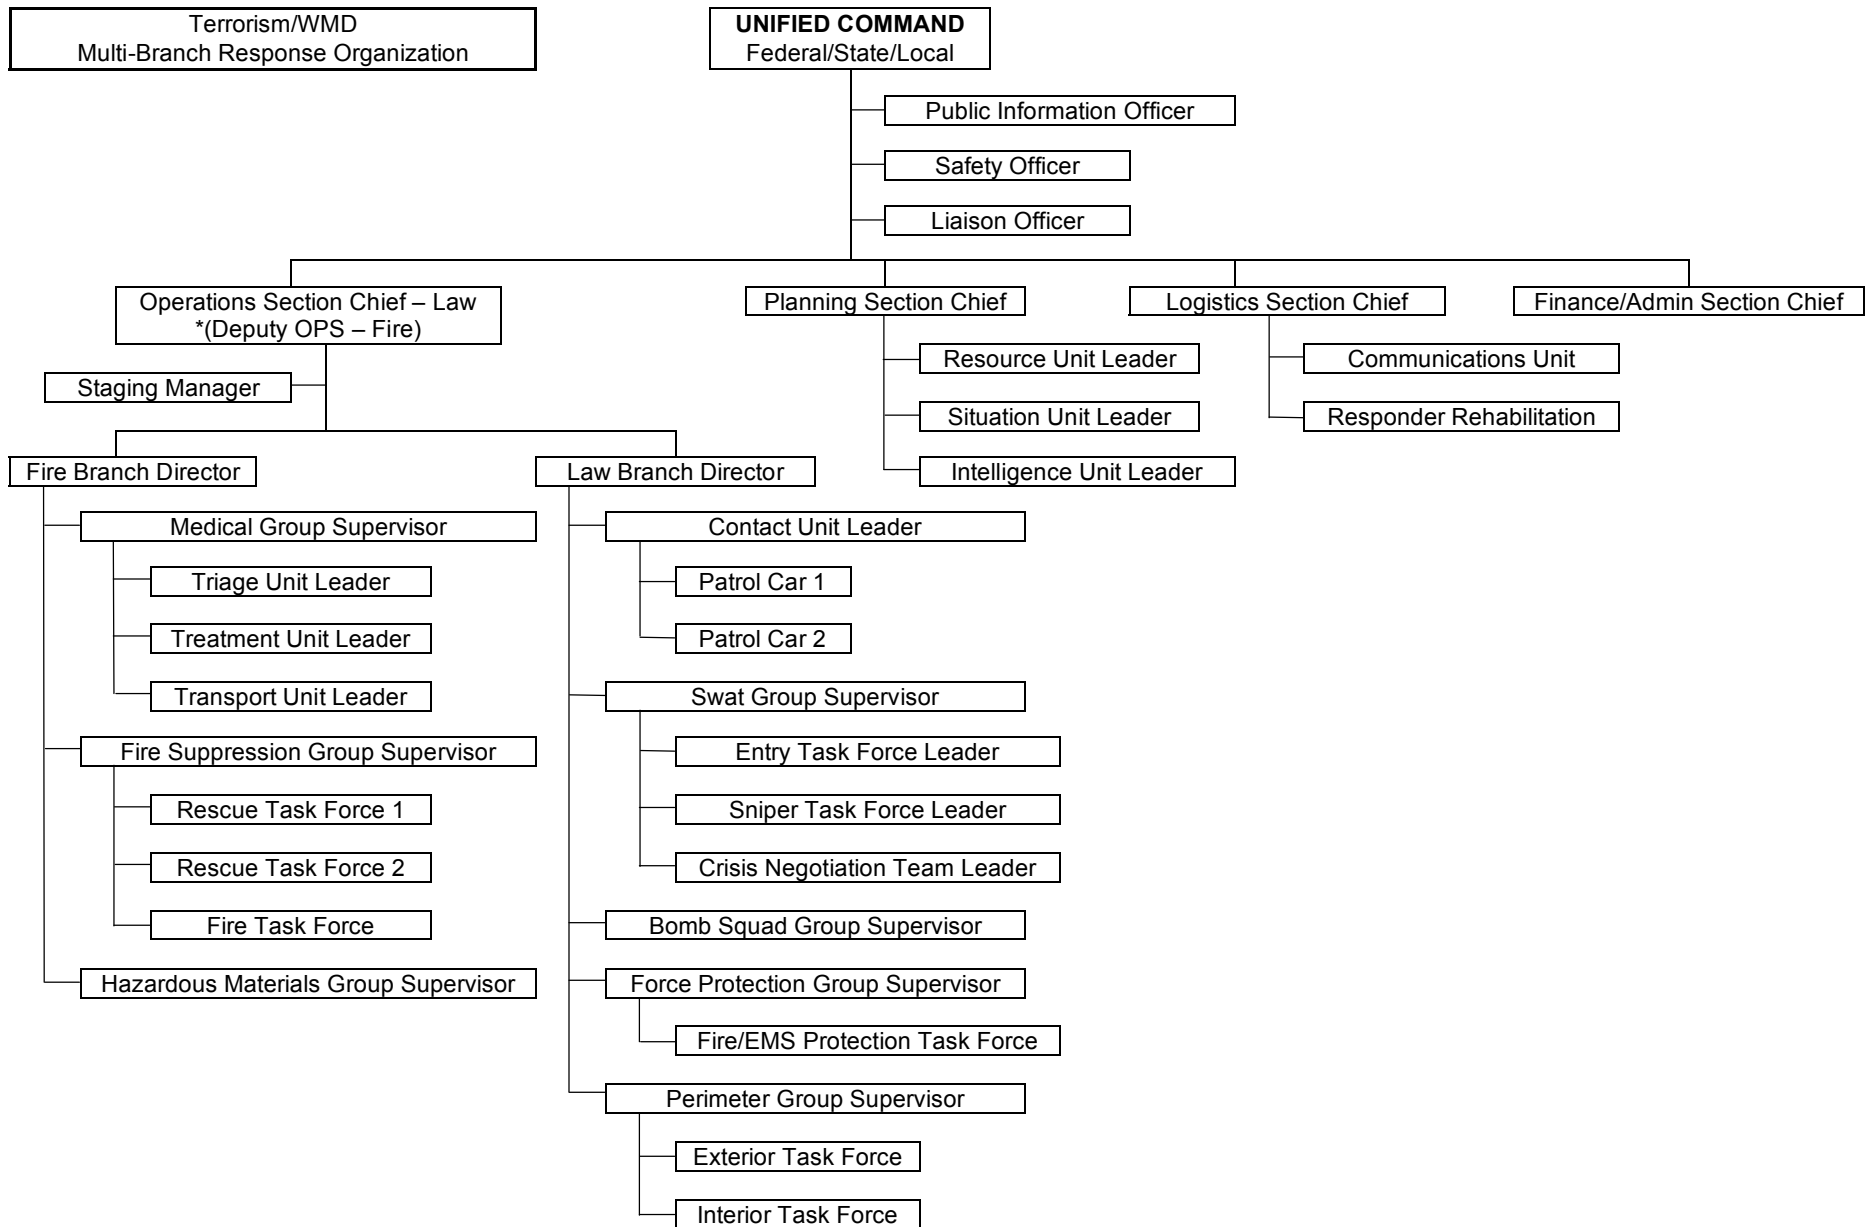 Terrorism/WMD
Multi-Branch Response Organization
UNIFIED COMMAND
Federal/State/Local
Public Information Officer
Safety Officer
Liaison Officer
Operations Section Chief – Law
*(Deputy OPS – Fire)
Planning Section Chief
Logistics Section Chief
Finance/Admin Section Chief
Resource Unit Leader
Communications Unit
Staging Manager
Situation Unit Leader
Responder Rehabilitation
Fire Branch Director
Law Branch Director
Intelligence Unit Leader
Medical Group Supervisor
Contact Unit Leader
Triage Unit Leader
Patrol Car 1
Treatment Unit Leader
Patrol Car 2
Transport Unit Leader
Swat Group Supervisor
Fire Suppression Group Supervisor
Entry Task Force Leader
Rescue Task Force 1
Sniper Task Force Leader
Rescue Task Force 2
Crisis Negotiation Team Leader
Fire Task Force
Bomb Squad Group Supervisor
Hazardous Materials Group Supervisor
Force Protection Group Supervisor
Fire/EMS Protection Task Force
Perimeter Group Supervisor
Exterior Task Force
Interior Task Force